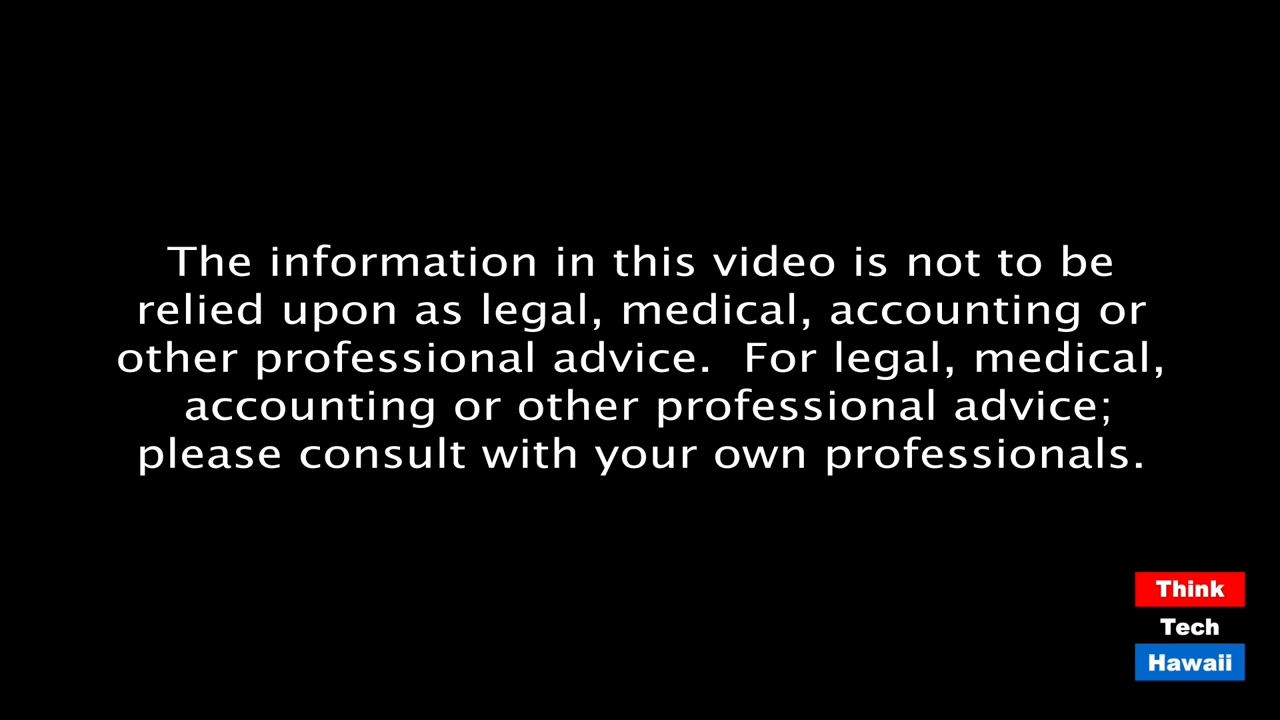 The information in this video is not to be
relied upon as legal, medical, accounting or
other professional advice.  For legal, medical,
accounting or other professional advice;
please consult with your own professionals.
Think
Tech
Hawaii